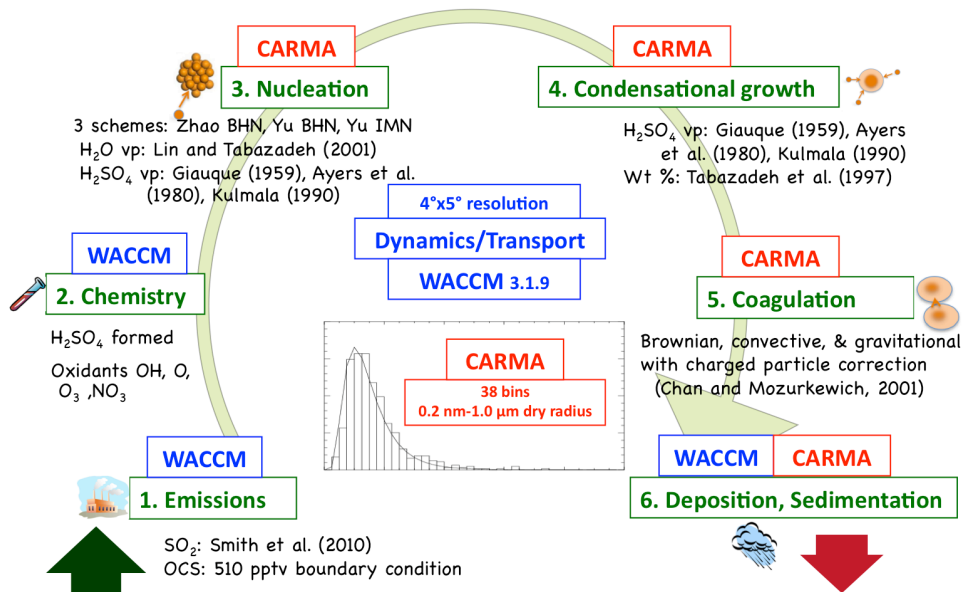 CARMA
3. Nucleation
3 schemes: Zhao BHN, Yu BHN, Yu IMN
H₂O vp: Lin and Tabazadeh (2001)
H₂SO₄ vp: Giauque (1959), Ayers et al.
(1980), Kulmala (1990)
CARMA
4. Condensational growth
H₂SO₄ vp: Giauque (1959), Ayers
et al. (1980), Kulmala (1990)
Wt %: Tabazadeh et al. (1997)
4°x5° resolution
Dynamics/Transport
WACCM 3.1.9
WACCM
2. Chemistry
H₂SO₄ formed
Oxidants OH, O,
O₃ ,NO₃
CARMA
5. Coagulation
Brownian, convective, & gravitational
with charged particle correction
(Chan and Mozurkewich, 2001)
CARMA
38 bins
0.2 nm-1.0 μm dry radius
WACCM
1. Emissions
SO₂: Smith et al. (2010)
OCS: 510 pptv boundary condition
WACCM CARMA
6. Deposition, Sedimentation